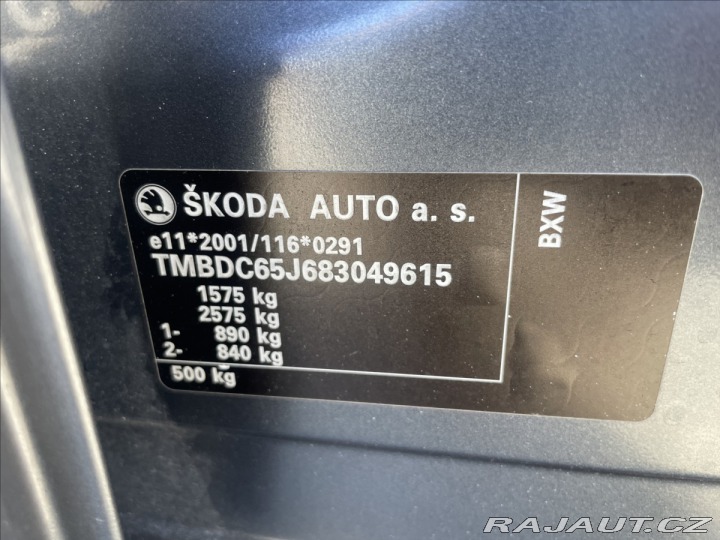 ŠKODA AUTO a. s.
e11*2001/116*0291
TMBDC65J683049615
1575 kg
2575 kg
1- 890 kg
2- 840 kg
500 kg
BXW
RAJAUT.CZ